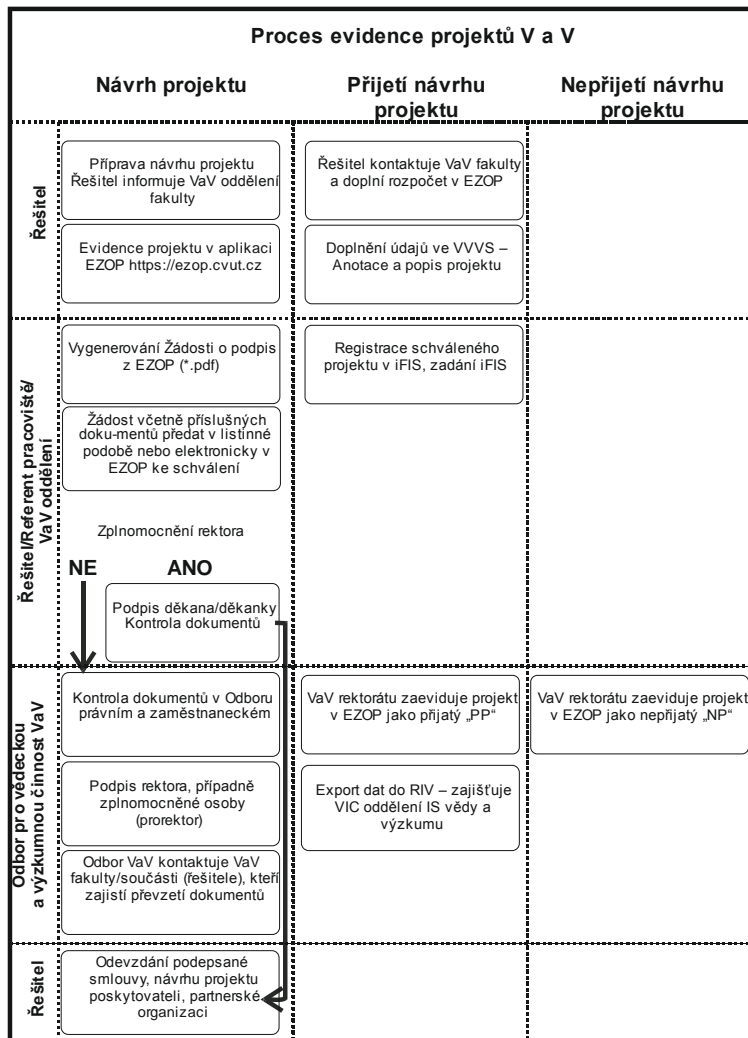 Proces evidence projektů V a V
Návrh projektu
Přijetí návrhu
projektu
Nepřijetí návrhu
projektu
Řešitel
Příprava návrhu projektu
Řešitel informuje VaV oddělení
fakulty
Evidence projektu v aplikaci
EZOP https://ezop.cvut.cz
Řešitel kontaktuje VaV fakulty
a doplní rozpočet v EZOP
Doplnění údajů ve VVVS –
Anotace a popis projektu
Řešitel/Referent pracoviště/
VaV oddělení
Vygenerování Žádosti o podpis
z EZOP (*.pdf)
Žádost včetně příslušných
doku-mentů předat v listinné
podobě nebo elektronicky v
EZOP ke schválení
Zplnomocnění rektora
NE
ANO
Podpis děkana/děkanky
Kontrola dokumentů
Registrace schváleného
projektu v iFIS, zadání iFIS
Odbor pro vědeckou
a výzkumnou činnost VaV
Kontrola dokumentů v Odboru
právním a zaměstnaneckém
Podpis rektora, případně
zplnomocněné osoby
(prorektor)
Odbor VaV kontaktuje VaV
fakulty/součásti (řešitele), kteří
zajistí převzetí dokumentů
VaV rektorátu zaeviduje projekt
v EZOP jako přijatý „PP“
Export dat do RIV – zajišťuje
VIC oddělení IS vědy a
výzkumu
VaV rektorátu zaeviduje projekt
v EZOP jako nepřijatý „NP“
Řešitel
Odevzdání podepsané
smlouvy, návrhu projektu
poskytovateli, partnerské
organizaci